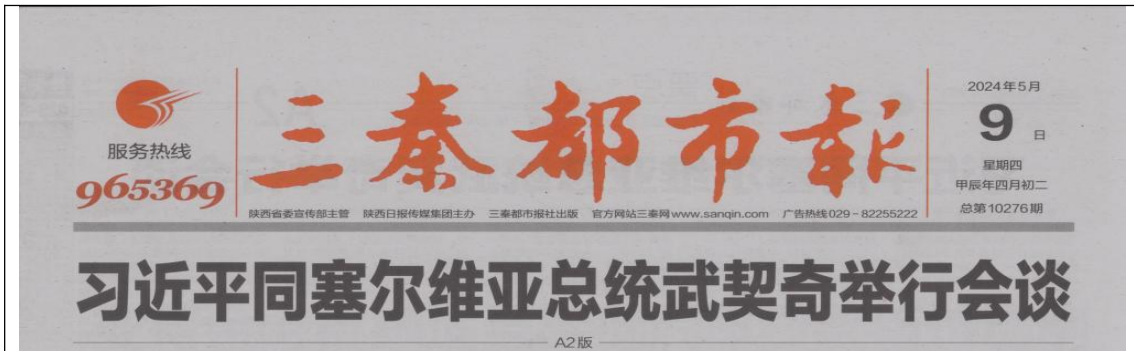 服务热线
965369
三秦都市報
陕西省委宣传部主管 陕西日报传媒集团主办 三秦都市报社出版 官方网站三秦网www.sanqin.com 广告热线029-82255222
2024年5月
9日
星期四
甲辰年四月初二
总第10276期
习近平同塞尔维亚总统武契奇举行会谈
A2版